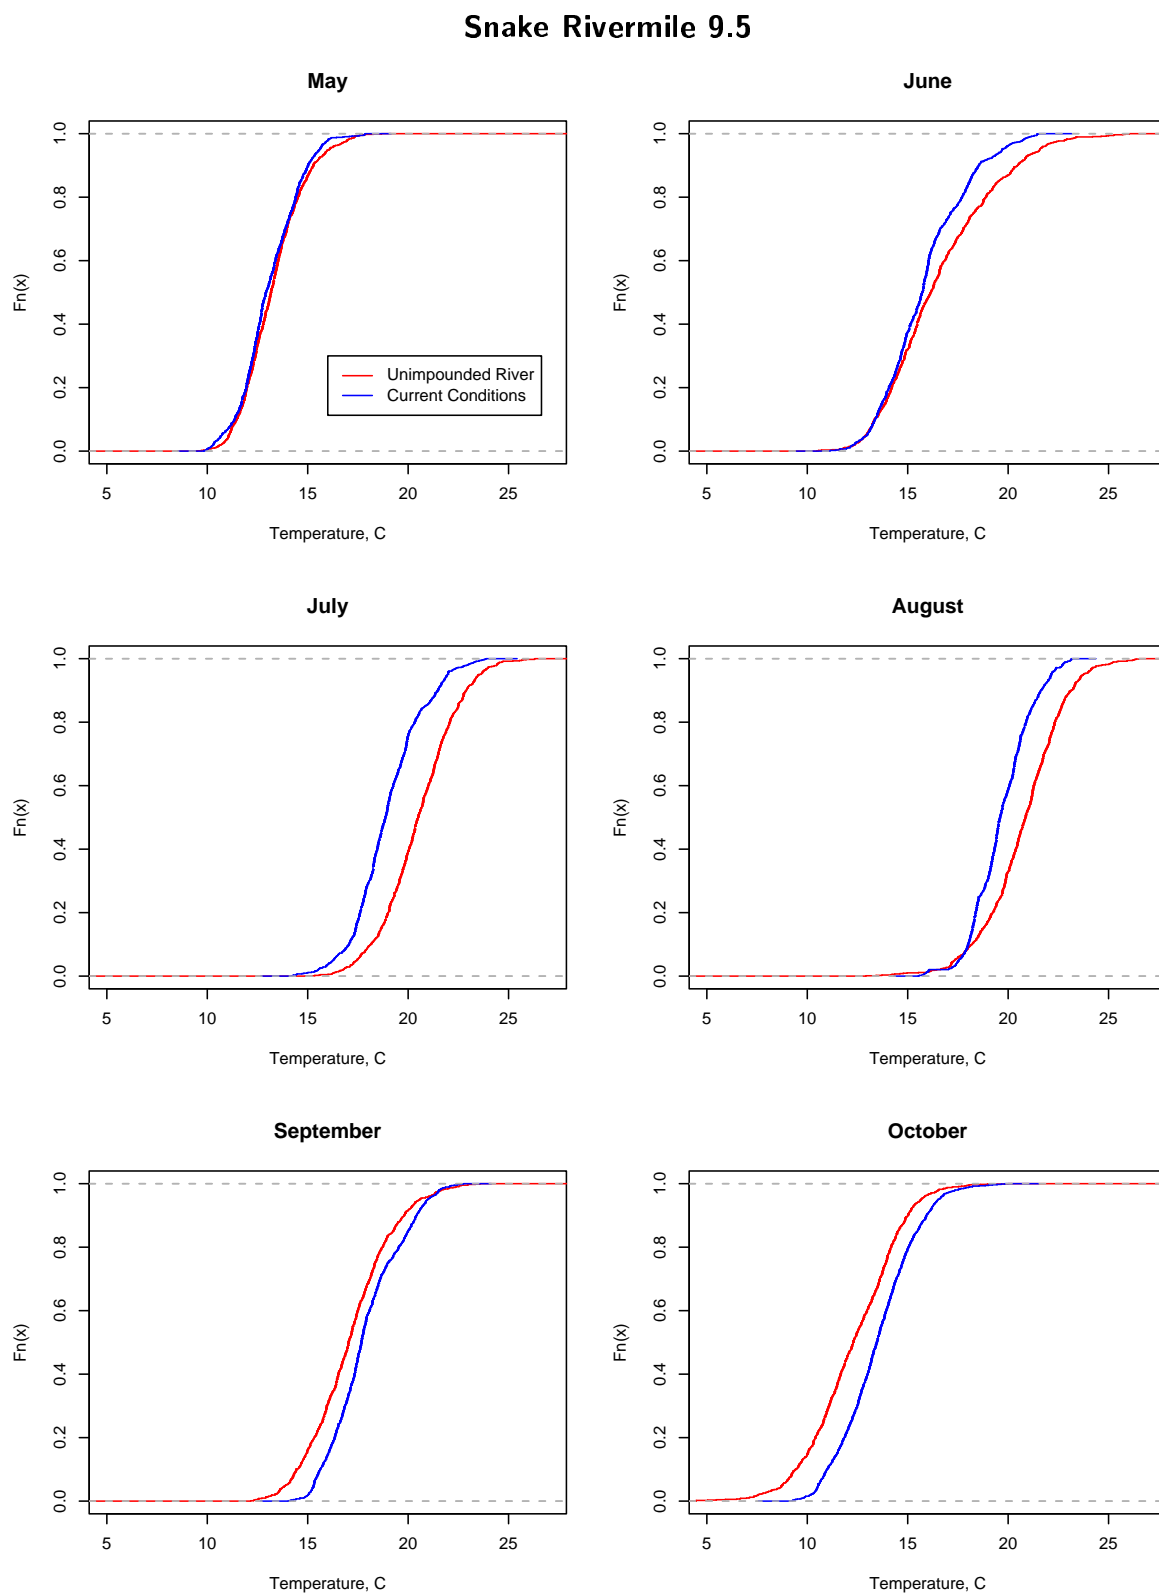 Snake Rivermile 9.5
May
June
Fn(x)
0.0 0.2 0.4 0.6 0.8 1.0
Unimpounded River
Current Conditions
5 10 15 20 25
Temperature, C
Fn(x)
0.0 0.2 0.4 0.6 0.8 1.0
5 10 15 20 25
Temperature, C
July
August
Fn(x)
0.0 0.2 0.4 0.6 0.8 1.0
5 10 15 20 25
Temperature, C
Fn(x)
0.0 0.2 0.4 0.6 0.8 1.0
5 10 15 20 25
Temperature, C
September
October
Fn(x)
0.0 0.2 0.4 0.6 0.8 1.0
5 10 15 20 25
Temperature, C
Fn(x)
0.0 0.2 0.4 0.6 0.8 1.0
5 10 15 20 25
Temperature, C